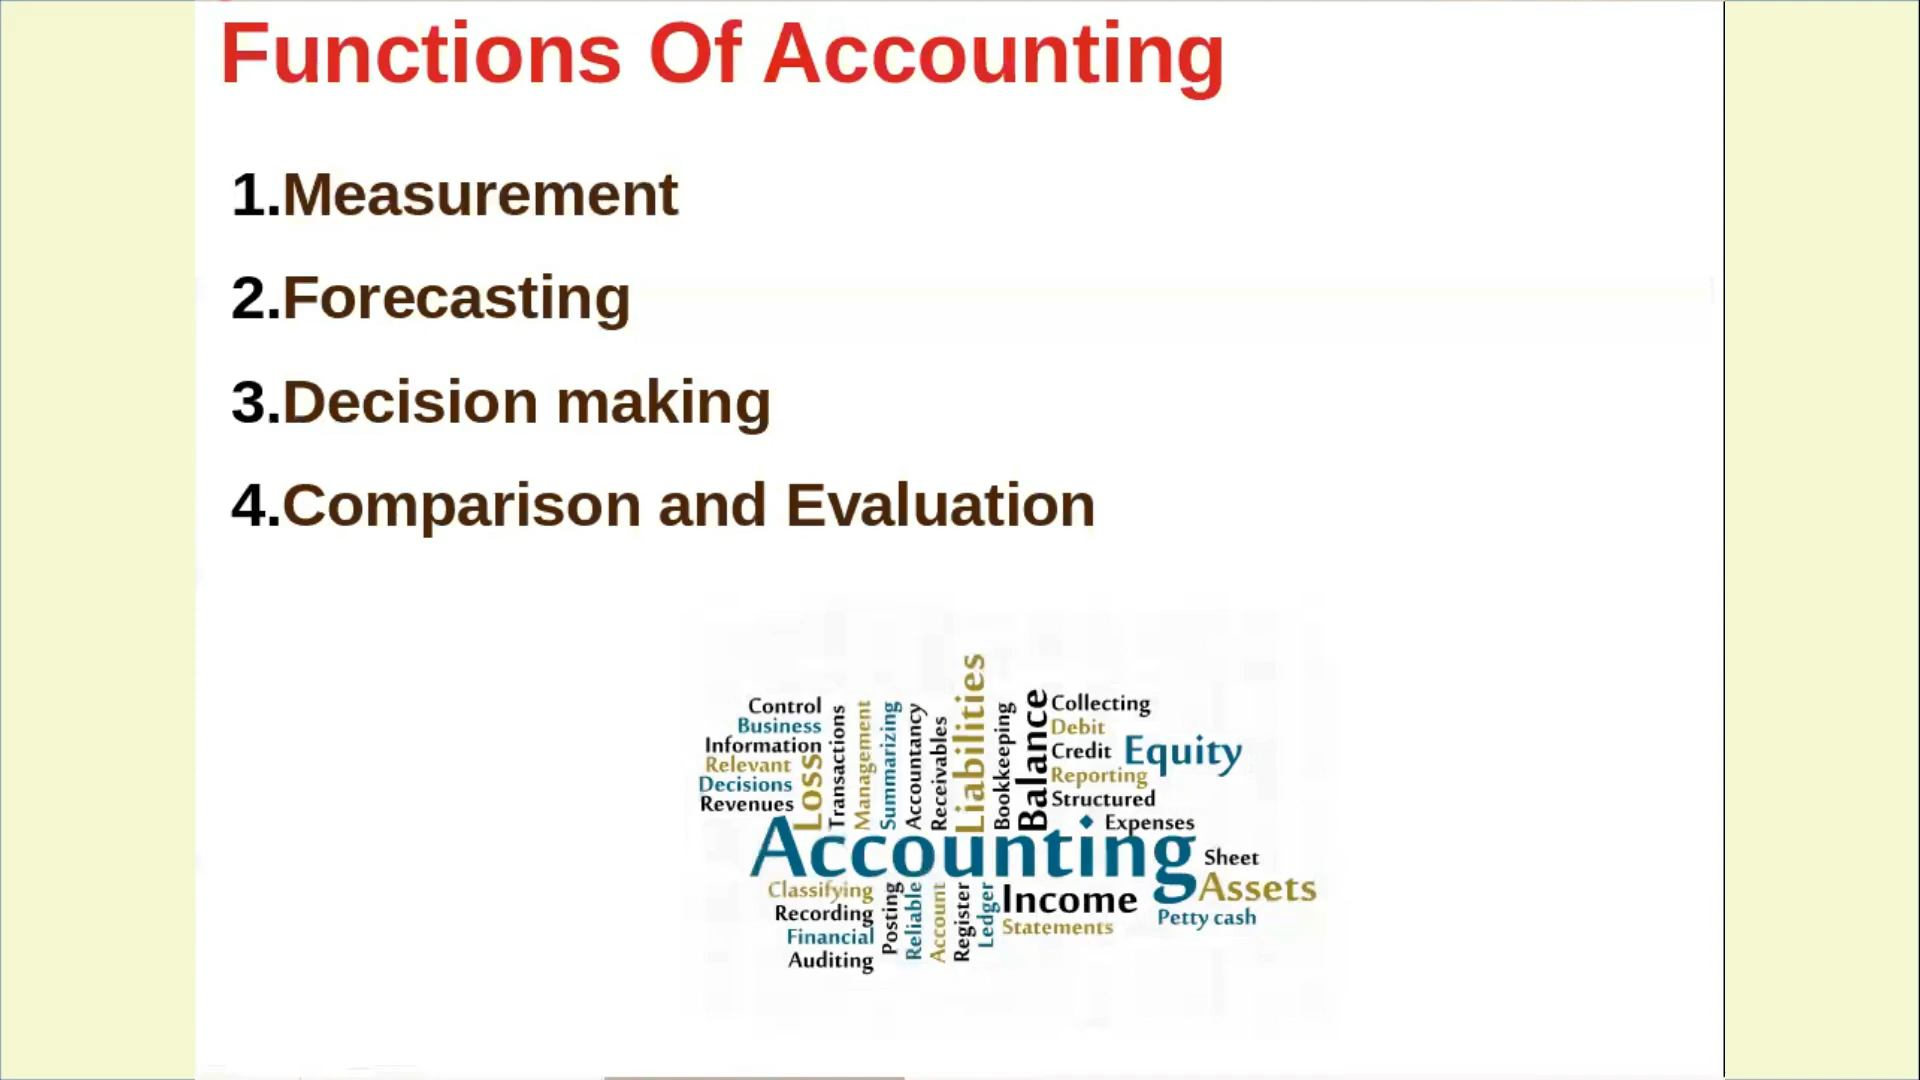 Functions Of Accounting
1.Measurement
2.Forecasting
3.Decision making
4.Comparison and Evaluation
Control
Business
Information
Relevant
Decisions
Revenues
Loss
Transactions
Management
Summarizing
Accountancy
Receivables
Liabilities
Bookkeeping
Balance
Collecting
Debit
Credit
Equity
Reporting
Structured
Expenses
Accounting
Sheet
Assets
Petty cash
Classifying
Recording
Financial
Auditing
Posting
Reliable
Account
Register
Ledger
Income
Statements